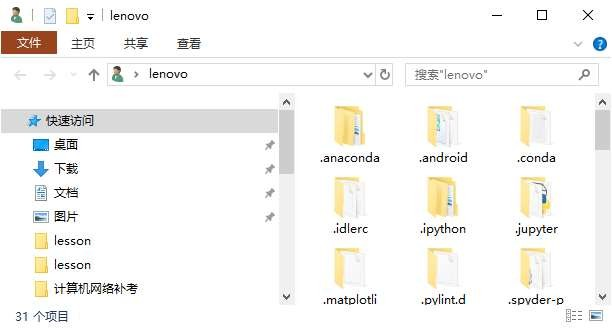 lenovo
文件 主页 共享 查看
lenovo
搜索"lenovo"
快速访问
桌面
下载
文档
图片
lesson
lesson
计算机网络补考
.anaconda .android .conda
.idlerc .ipython .jupyter
.matplotli .pylint.d .spyder-p
31 个项目